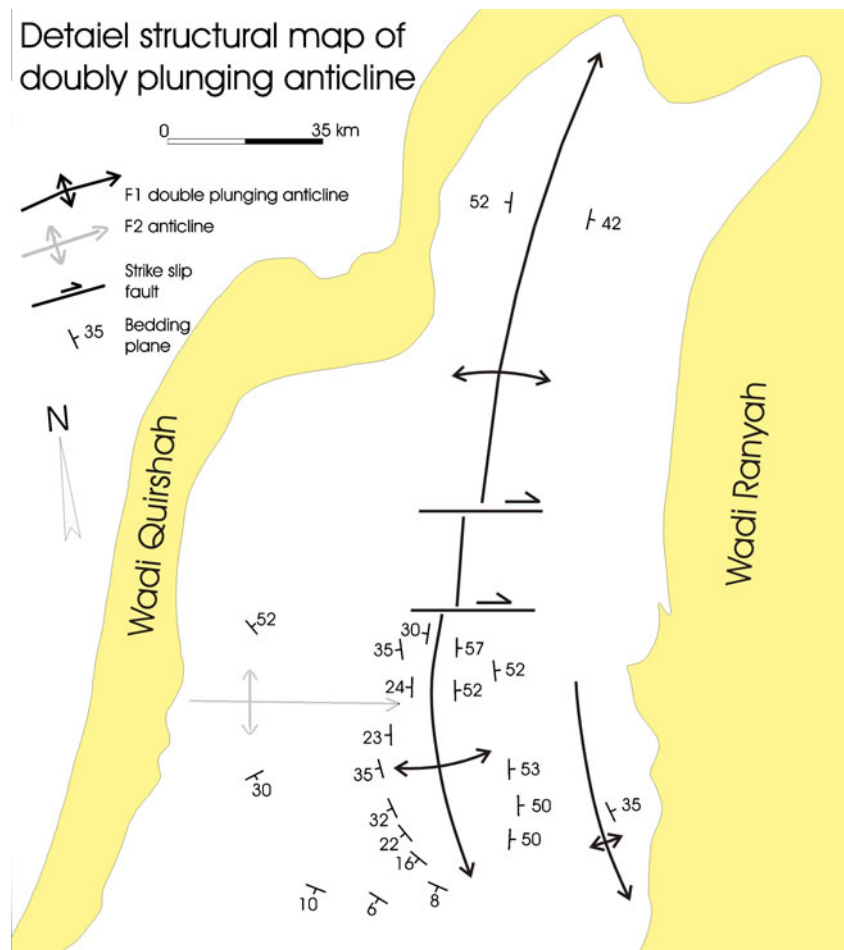 Detaiel structural map of
doubly plunging anticline
0 35 km
F1 double plunging anticline
F2 anticline
Strike slip
fault
35 Bedding
plane
N
Wadi Quirshah
Wadi Ranyah
52
42
52
30
35
57
52
24
52
23
35
53
30
32
50
35
22
50
16
10
6
8